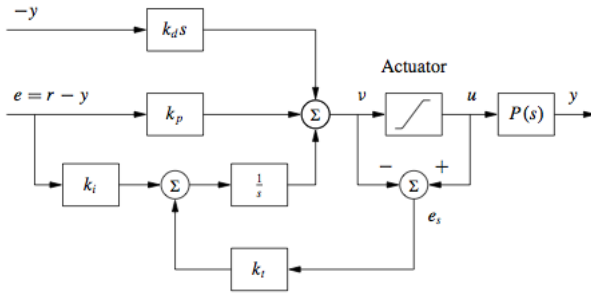 −y
k_d s
Actuator
e = r − y
k_p
Σ
ν
u
P(s)
y
− +
k_i
Σ
1/s
Σ
e_s
k_t